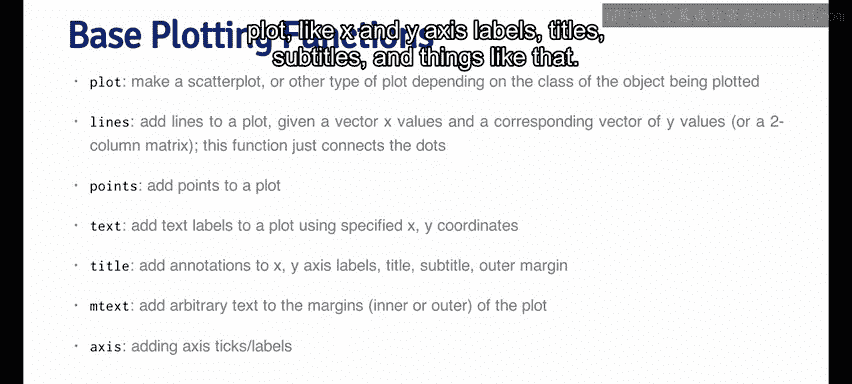 Base Plotting Functions
plot, like x and y axis labels, titles,
subtitles, and things like that.
· plot: make a scatterplot, or other type of plot depending on the class of the object being plotted
· lines: add lines to a plot, given a vector x values and a corresponding vector of y values (or a 2-
column matrix); this function just connects the dots
· points: add points to a plot
· text: add text labels to a plot using specified x, y coordinates
· title: add annotations to x, y axis labels, title, subtitle, outer margin
· mtext: add arbitrary text to the margins (inner or outer) of the plot
· axis: adding axis ticks/labels